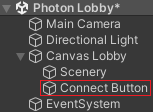 Photon Lobby*
Main Camera
Directional Light
Canvas Lobby
Scenery
Connect Button
EventSystem